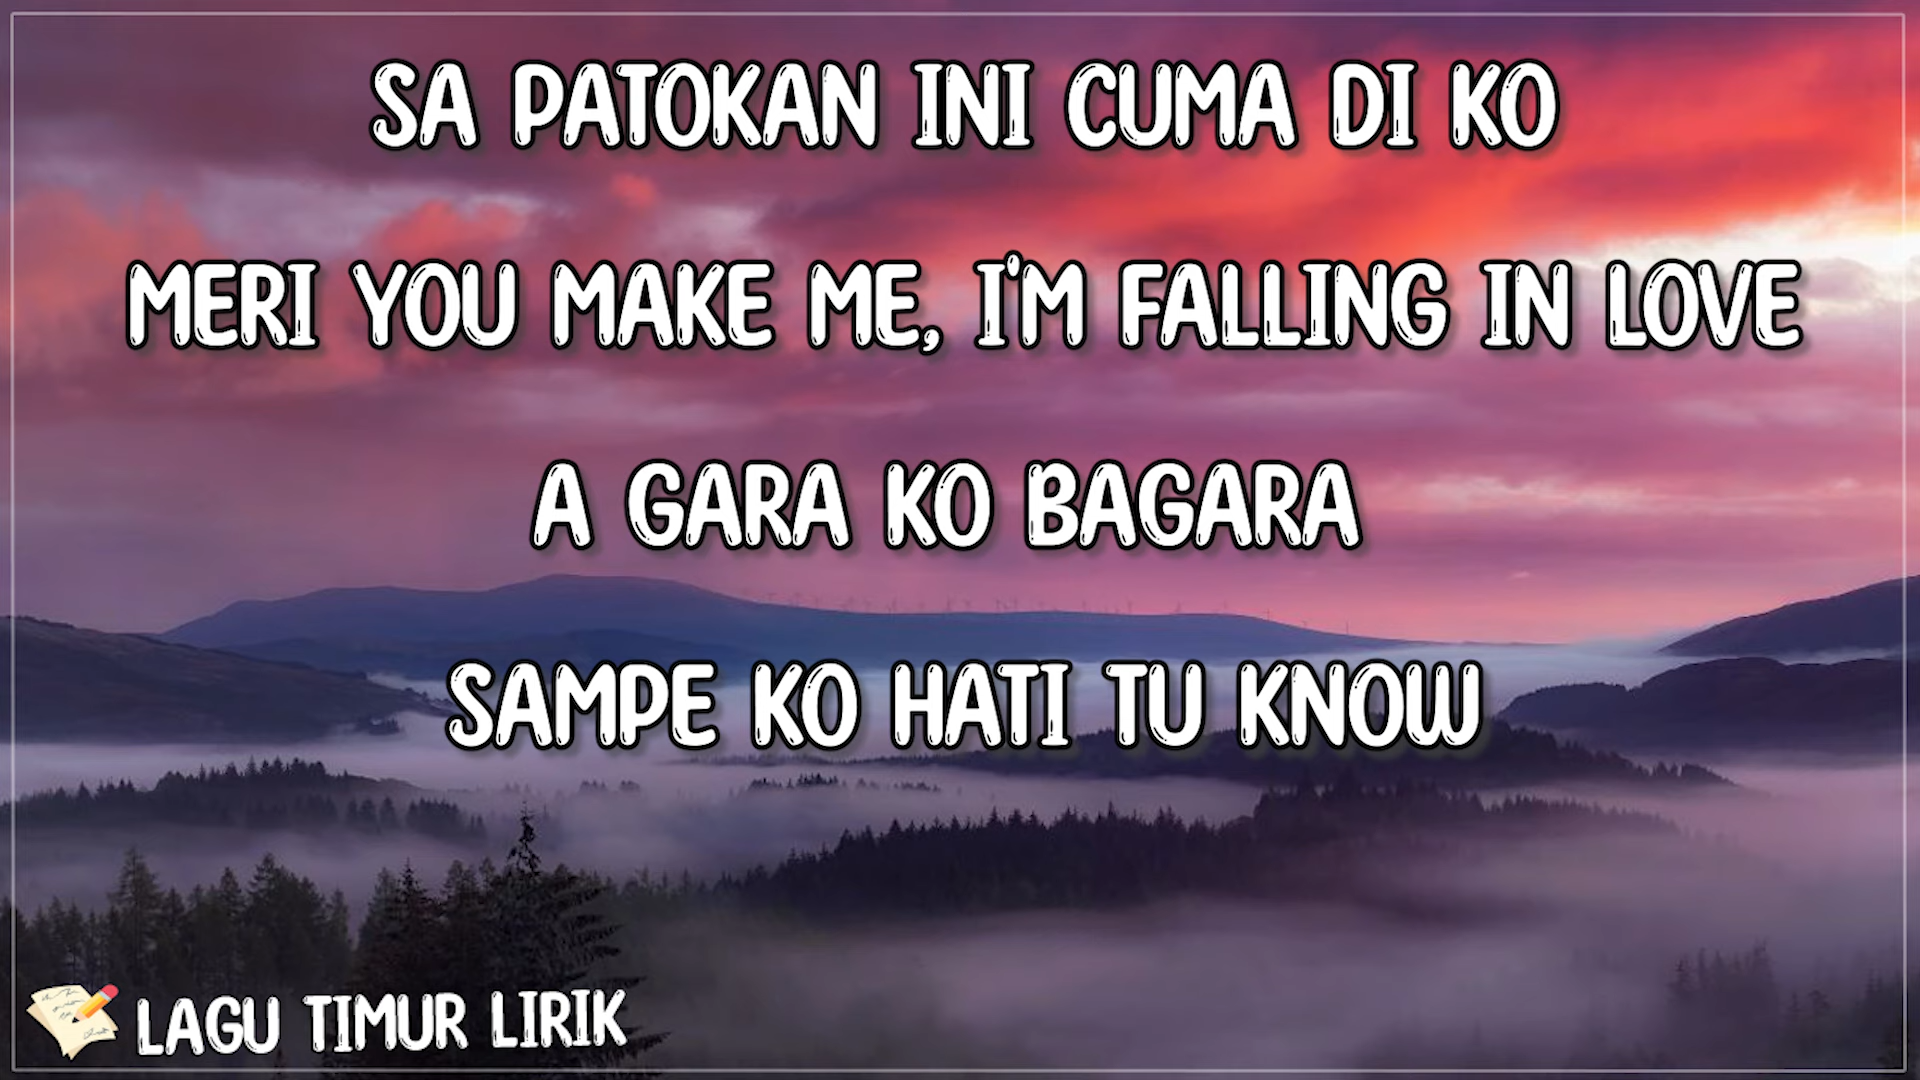 SA PATOKAN INI CUMA DI KO
MERI YOU MAKE ME, I'M FALLING IN LOVE
A GARA KO BAGARA
SAMPE KO HATI TU KNOW
LAGU TIMUR LIRIK